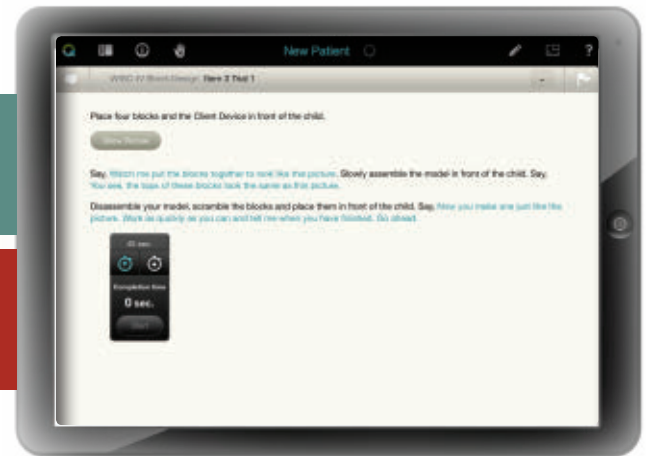 New Patient
?
WISC-IV Block Design: Item 3 Trial 1
Place four blocks and the Client Device in front of the child.
Show Picture
Say, Watch me put the blocks together to look like this picture. Slowly assemble the model in front of the child. Say,
You see, the tops of these blocks look the same as this picture.
Disassemble your model, scramble the blocks and place them in front of the child. Say, Now you make one just like the
picture. Work as quickly as you can and tell me when you have finished. Go ahead.
45 sec.
Completion time
0 sec.
Start